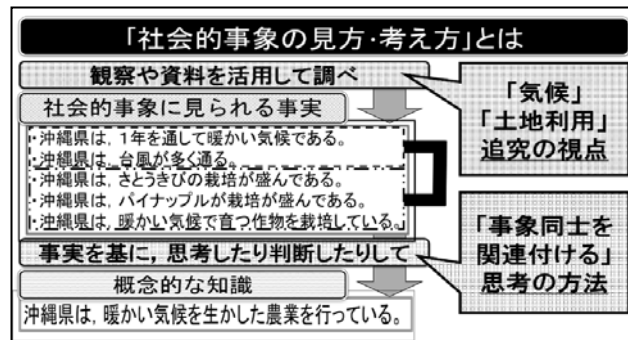 「社会的事象の見方・考え方」とは
観察や資料を活用して調べ
社会的事象に見られる事実
・沖縄県は，１年を通して暖かい気候である。
・沖縄県は，台風が多く通る。
・沖縄県は，さとうきびの栽培が盛んである。
・沖縄県は，パイナップルが栽培が盛んである。
・沖縄県は，暖かい気候で育つ作物を栽培している。
事実を基に，思考したり判断したりして
概念的な知識
沖縄県は，暖かい気候を生かした農業を行っている。
「気候」
「土地利用」
追究の視点
「事象同士を
関連付ける」
思考の方法